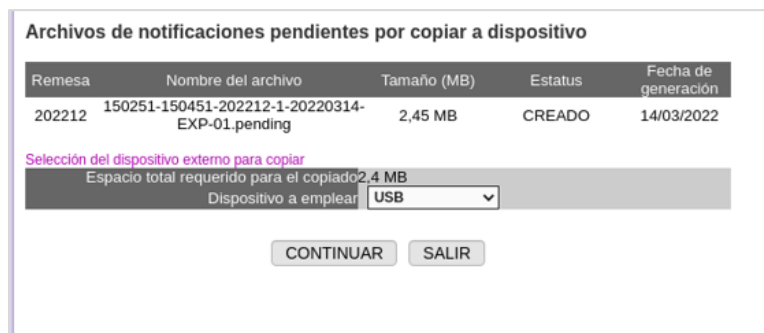 Archivos de notificaciones pendientes por copiar a dispositivo
Remesa Nombre del archivo Tamaño (MB) Estatus Fecha de generación
202212 150251-150451-202212-1-20220314-EXP-01.pending 2,45 MB CREADO 14/03/2022
Selección del dispositivo externo para copiar
Espacio total requerido para el copiado 2,4 MB
Dispositivo a emplear USB
CONTINUAR SALIR